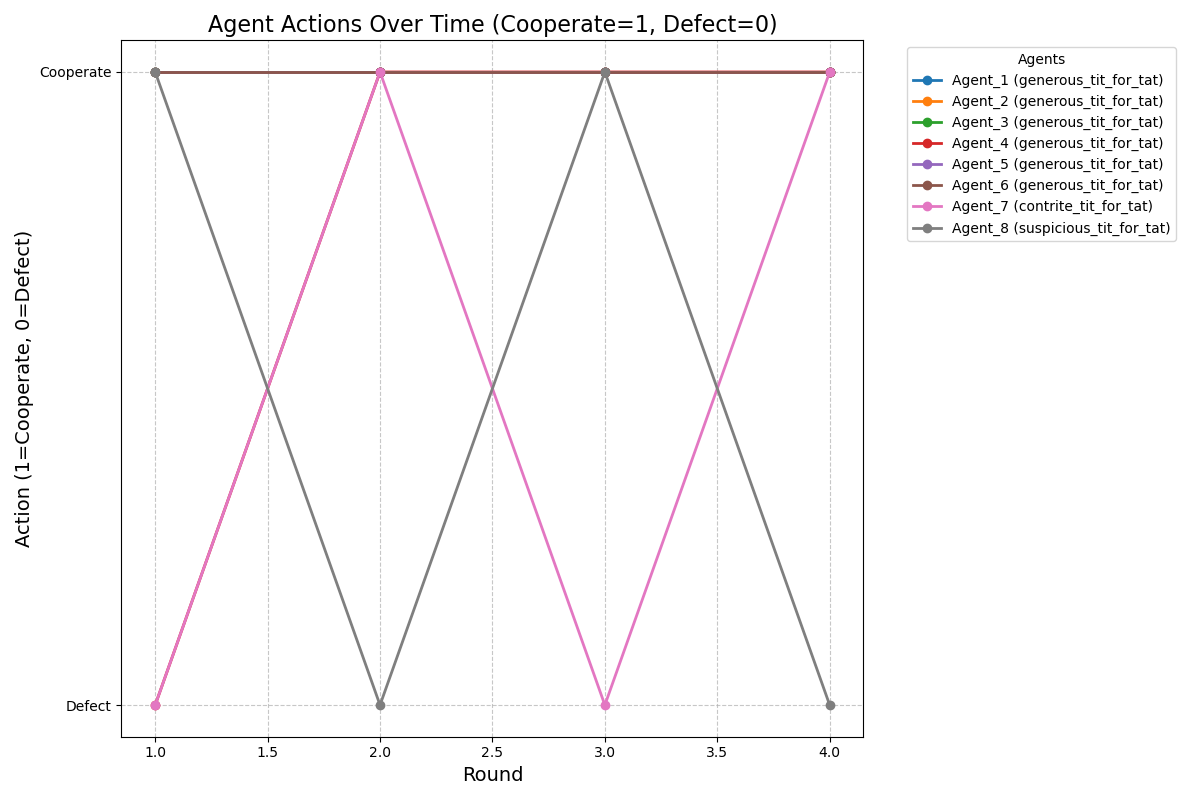 Agent Actions Over Time (Cooperate=1, Defect=0)
Action (1=Cooperate, 0=Defect)
Cooperate
Defect
1.0 1.5 2.0 2.5 3.0 3.5 4.0
Round
Agents
Agent_1 (generous_tit_for_tat)
Agent_2 (generous_tit_for_tat)
Agent_3 (generous_tit_for_tat)
Agent_4 (generous_tit_for_tat)
Agent_5 (generous_tit_for_tat)
Agent_6 (generous_tit_for_tat)
Agent_7 (contrite_tit_for_tat)
Agent_8 (suspicious_tit_for_tat)